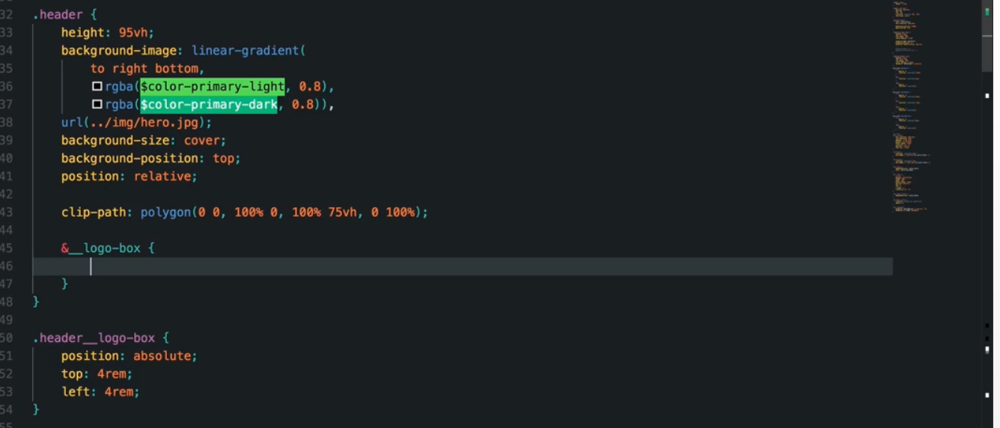 32 .header {
33 height: 95vh;
34 background-image: linear-gradient(
35 to right bottom,
36 rgba($color-primary-light, 0.8),
37 rgba($color-primary-dark, 0.8)),
38 url(../img/hero.jpg);
39 background-size: cover;
40 background-position: top;
41 position: relative;
42
43 clip-path: polygon(0 0, 100% 0, 100% 75vh, 0 100%);
44
45 &__logo-box {
46
47 }
48 }
49
50 .header__logo-box {
51 position: absolute;
52 top: 4rem;
53 left: 4rem;
54 }
55